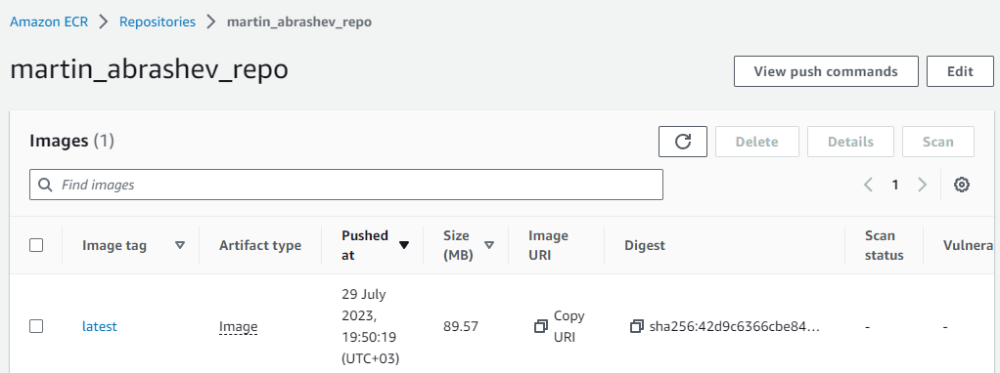 Amazon ECR > Repositories > martin_abrashev_repo
martin_abrashev_repo
View push commands
Edit
Images (1)
Delete
Details
Scan
Find images
1
Image tag
Artifact type
Pushed
at
Size
(MB)
Image
URI
Digest
Scan
status
Vulnera
latest
Image
29 July
2023,
19:50:19
(UTC+03)
89.57
Copy
URI
sha256:42d9c6366cbe84...
-
-